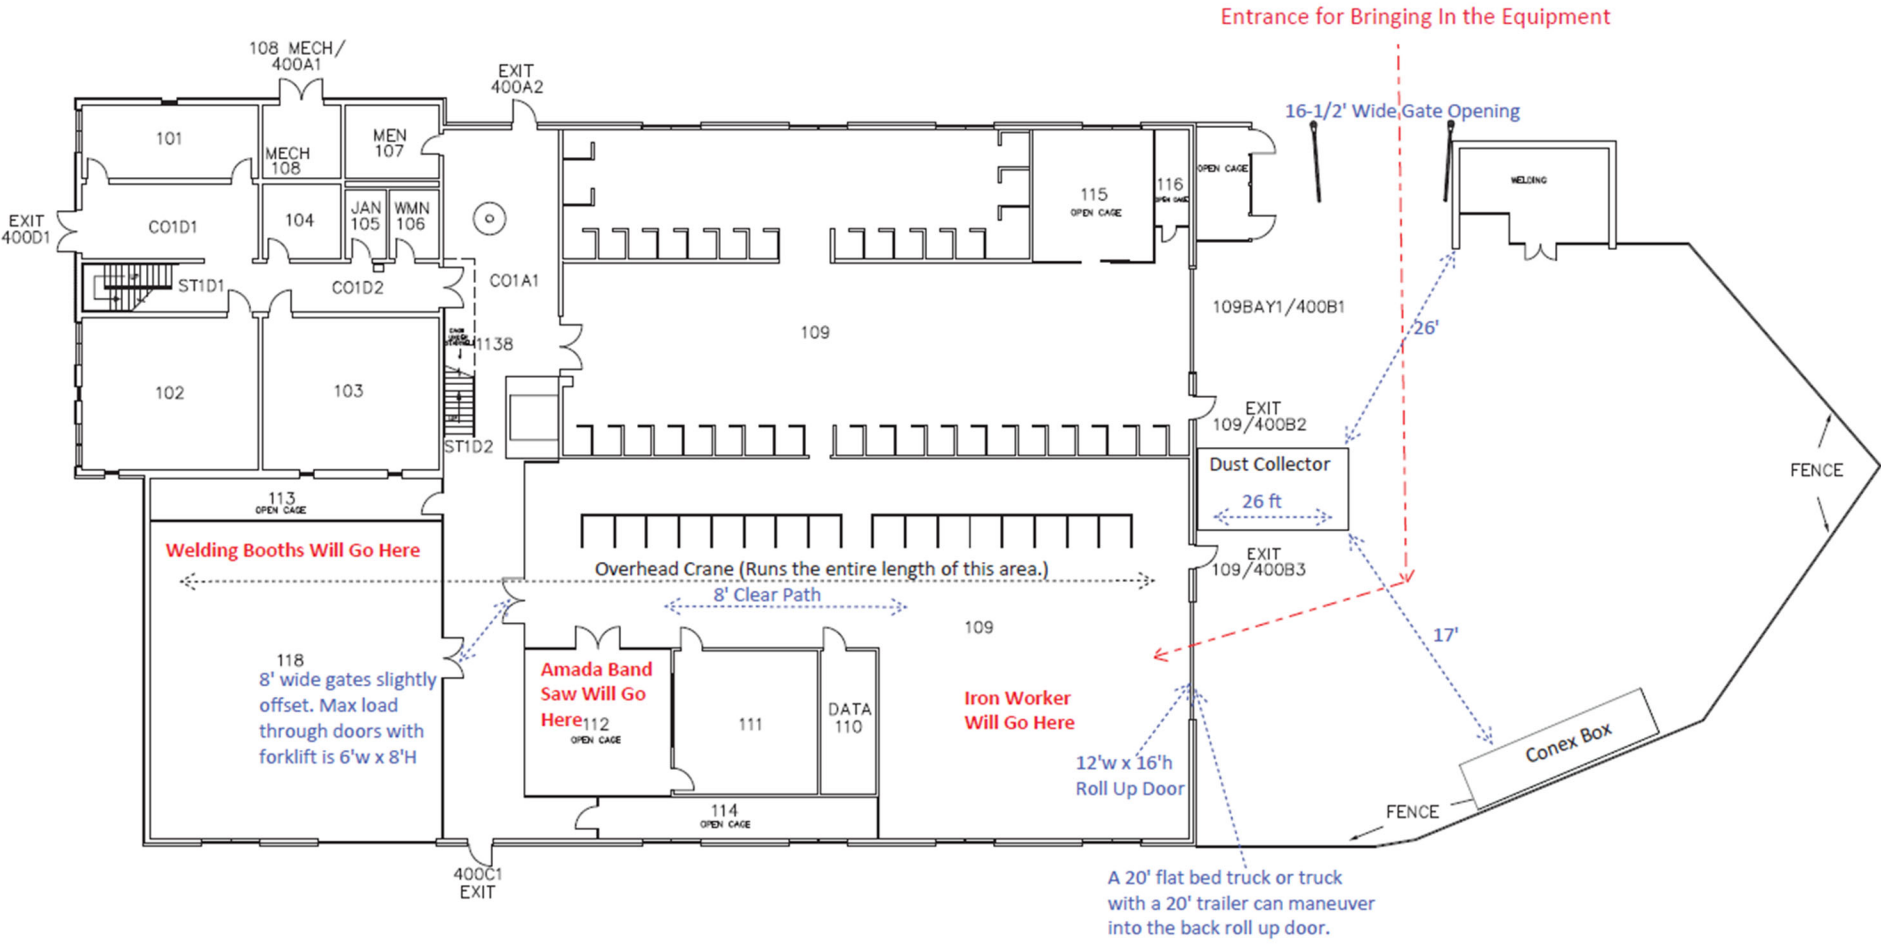 Entrance for Bringing In the Equipment
108 MECH/
400A1
EXIT
400A2
16-1/2' Wide Gate Opening
101
MECH
108
MEN
107
OPEN CAGE
WELDING
115
OPEN CAGE
116
OPEN CAGE
EXIT
400D1
CO1D1
104
JAN
105
WMN
106
ST1D1
CO1D2
CO1A1
109BAY1/400B1
26'
109
1138
102
103
ST1D2
EXIT
109/400B2
Dust Collector
26 ft
FENCE
113
OPEN CAGE
Welding Booths Will Go Here
EXIT
109/400B3
Overhead Crane (Runs the entire length of this area.)
8' Clear Path
109
17'
118
8' wide gates slightly
offset. Max load
through doors with
forklift is 6'w x 8'H
Amada Band
Saw Will Go
Here
112
OPEN CAGE
111
DATA
110
Iron Worker
Will Go Here
12'w x 16'h
Roll Up Door
Conex Box
114
OPEN CAGE
FENCE
400C1
EXIT
A 20' flat bed truck or truck
with a 20' trailer can maneuver
into the back roll up door.